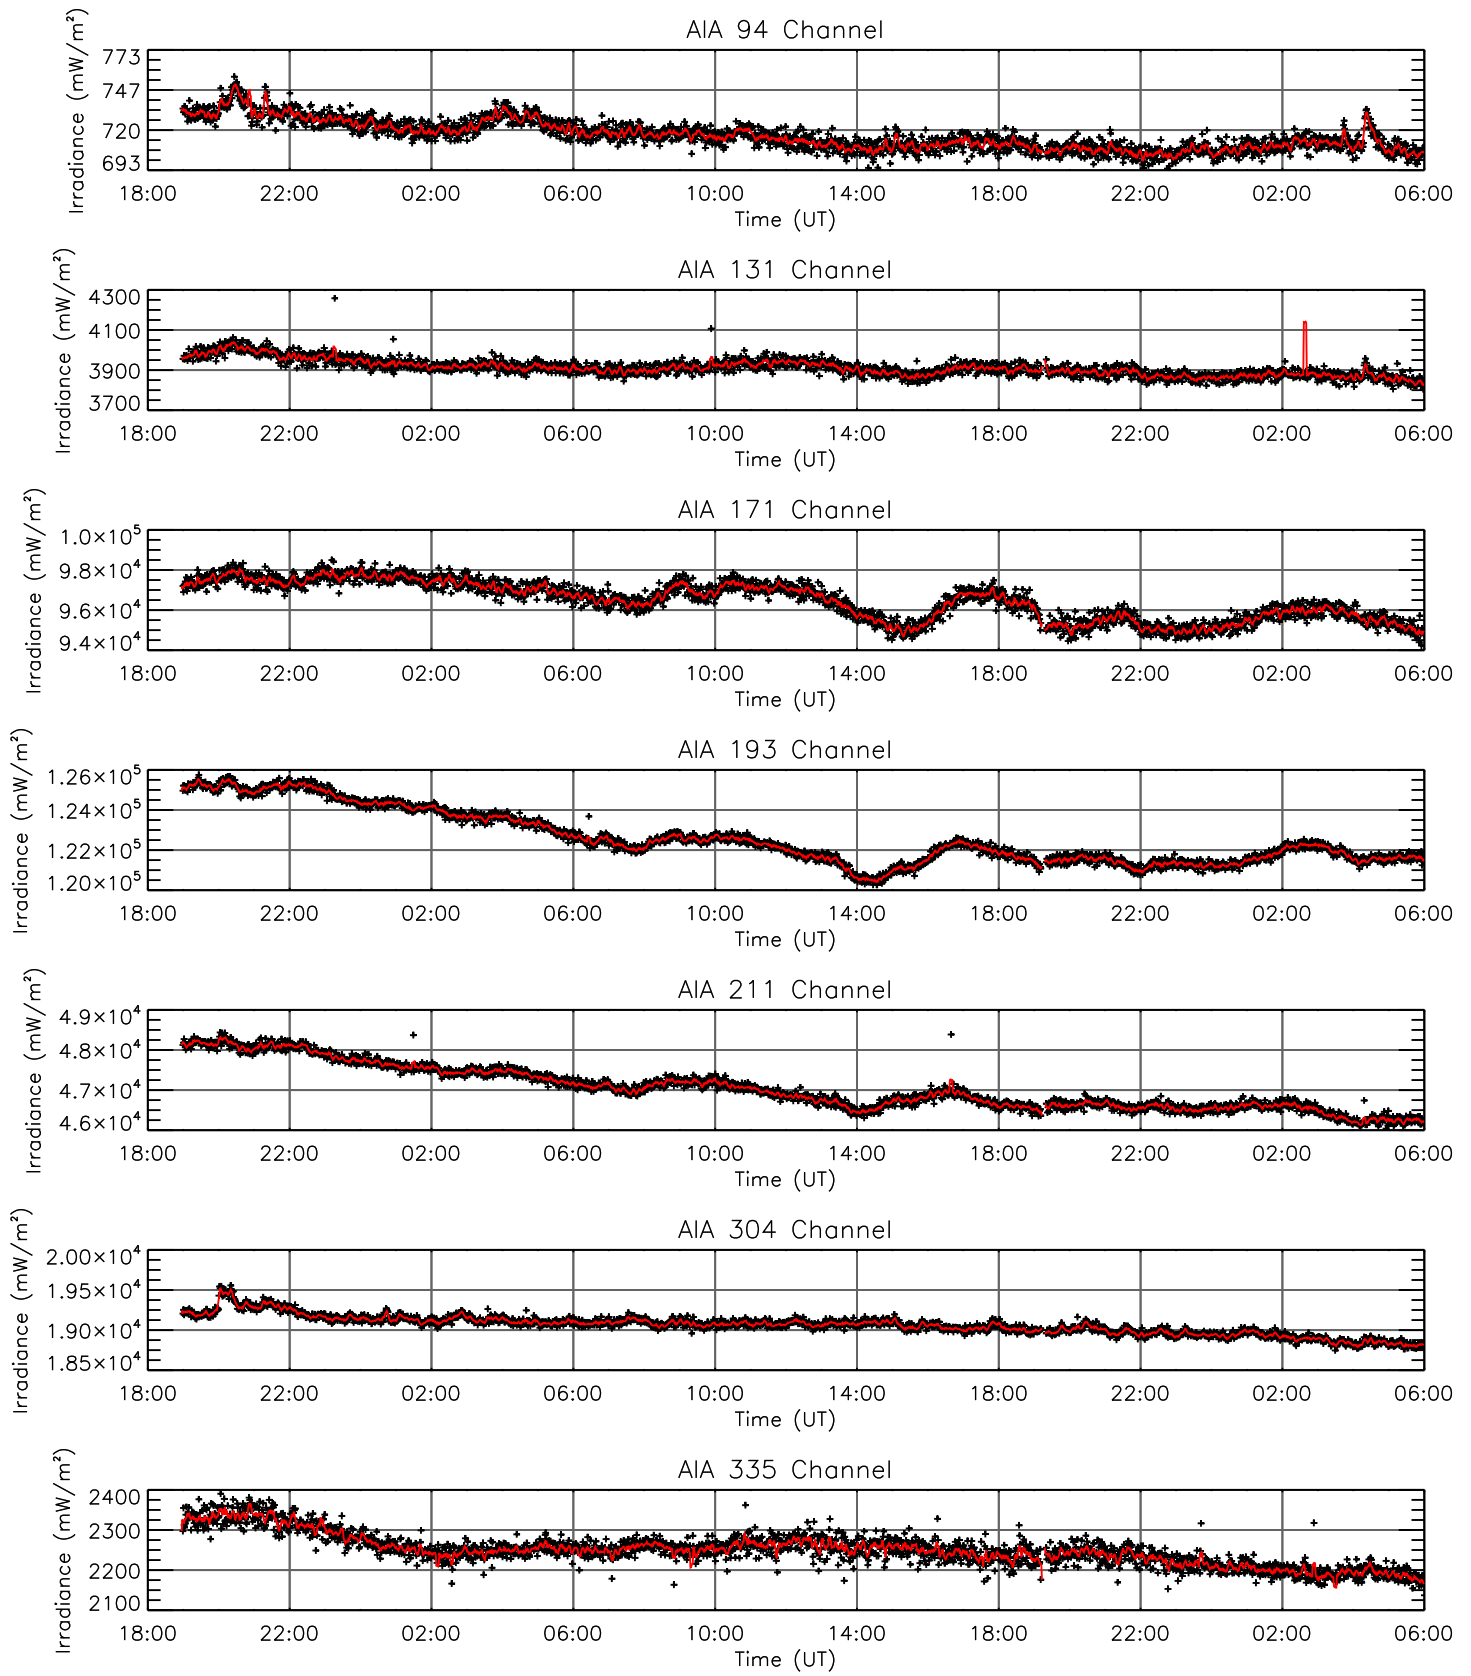 AIA 94 Channel
Irradiance (mW/m²)
773
747
720
693
18:00 22:00 02:00 06:00 10:00 14:00 18:00 22:00 02:00 06:00
Time (UT)
AIA 131 Channel
Irradiance (mW/m²)
4300
4100
3900
3700
18:00 22:00 02:00 06:00 10:00 14:00 18:00 22:00 02:00 06:00
Time (UT)
AIA 171 Channel
Irradiance (mW/m²)
1.0×10⁵
9.8×10⁴
9.6×10⁴
9.4×10⁴
18:00 22:00 02:00 06:00 10:00 14:00 18:00 22:00 02:00 06:00
Time (UT)
AIA 193 Channel
Irradiance (mW/m²)
1.26×10⁵
1.24×10⁵
1.22×10⁵
1.20×10⁵
18:00 22:00 02:00 06:00 10:00 14:00 18:00 22:00 02:00 06:00
Time (UT)
AIA 211 Channel
Irradiance (mW/m²)
4.9×10⁴
4.8×10⁴
4.7×10⁴
4.6×10⁴
18:00 22:00 02:00 06:00 10:00 14:00 18:00 22:00 02:00 06:00
Time (UT)
AIA 304 Channel
Irradiance (mW/m²)
2.00×10⁴
1.95×10⁴
1.90×10⁴
1.85×10⁴
18:00 22:00 02:00 06:00 10:00 14:00 18:00 22:00 02:00 06:00
Time (UT)
AIA 335 Channel
Irradiance (mW/m²)
2400
2300
2200
2100
18:00 22:00 02:00 06:00 10:00 14:00 18:00 22:00 02:00 06:00
Time (UT)